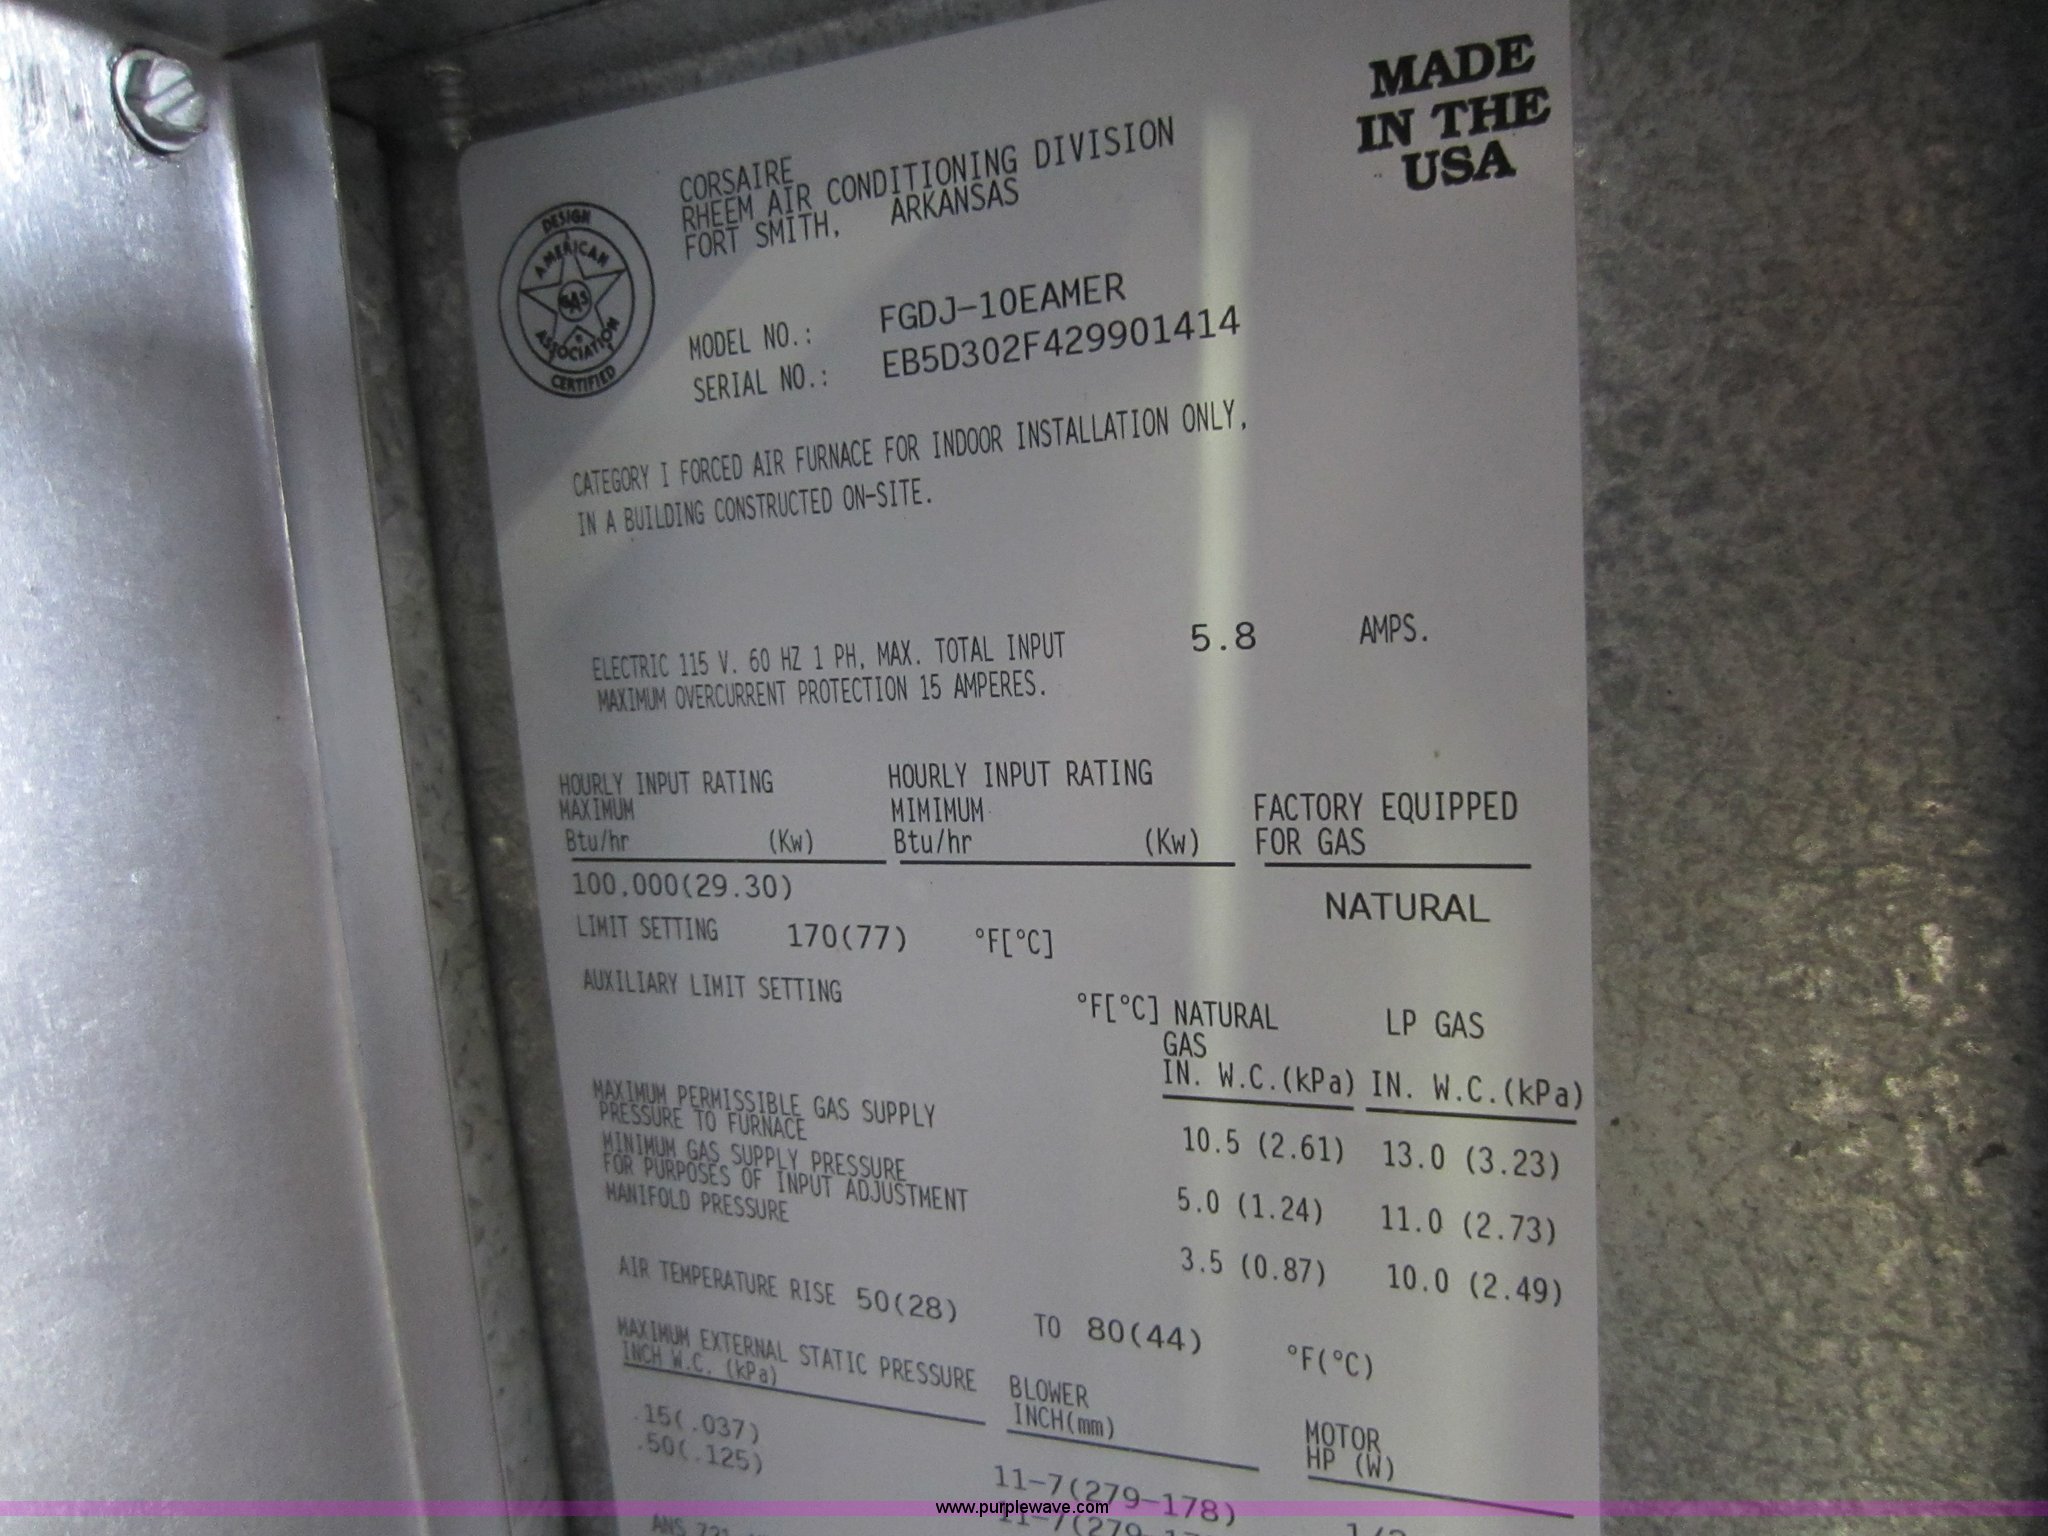 MADE
IN THE
USA
DESIGN
AMERICAN
GAS
ASSOCIATION
CERTIFIED
CORSAIRE
RHEEM AIR CONDITIONING DIVISION
FORT SMITH, ARKANSAS
MODEL NO.: FGDJ-10EAMER
SERIAL NO.: EB5D302F429901414
CATEGORY I FORCED AIR FURNACE FOR INDOOR INSTALLATION ONLY,
IN A BUILDING CONSTRUCTED ON-SITE.
ELECTRIC 115 V. 60 HZ 1 PH, MAX. TOTAL INPUT 5.8 AMPS.
MAXIMUM OVERCURRENT PROTECTION 15 AMPERES.
HOURLY INPUT RATING
MAXIMUM
Btu/hr (Kw)
HOURLY INPUT RATING
MIMIMUM
Btu/hr (Kw)
FACTORY EQUIPPED
FOR GAS
100,000(29.30)
NATURAL
LIMIT SETTING 170(77) °F[°C]
AUXILIARY LIMIT SETTING °F[°C]
NATURAL
GAS
IN. W.C.(kPa)
LP GAS
IN. W.C.(kPa)
MAXIMUM PERMISSIBLE GAS SUPPLY
PRESSURE TO FURNACE 10.5 (2.61) 13.0 (3.23)
MINIMUM GAS SUPPLY PRESSURE
FOR PURPOSES OF INPUT ADJUSTMENT 5.0 (1.24) 11.0 (2.73)
MANIFOLD PRESSURE 3.5 (0.87) 10.0 (2.49)
AIR TEMPERATURE RISE 50(28) TO 80(44) °F(°C)
MAXIMUM EXTERNAL STATIC PRESSURE
INCH W.C. (kPa)
BLOWER
INCH(mm)
MOTOR
HP (W)
.15(.037)
.50(.125)
11-7(279-178)
www.purplewave.com